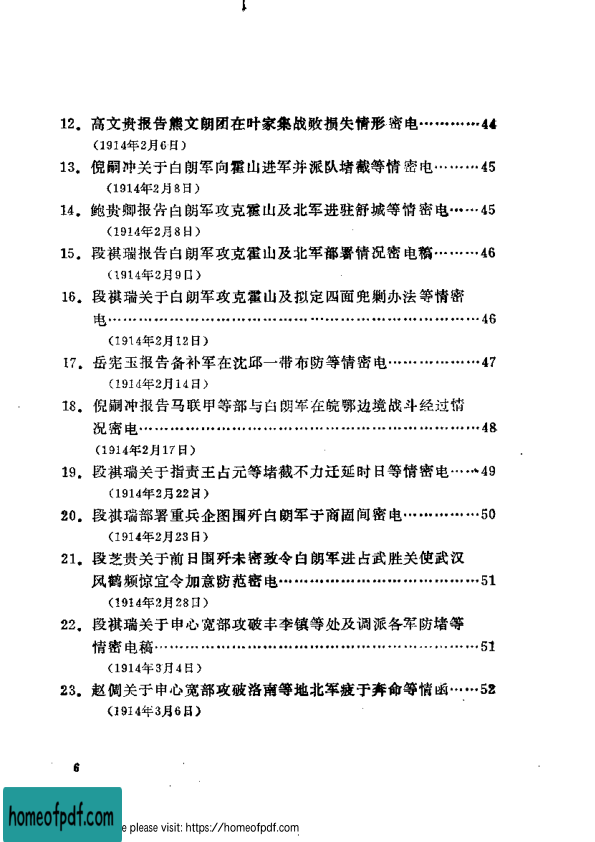 12. 高文贵报告熊文朗团在叶家集战败损失情形密电…………44
(1914年2月6日)
13. 倪嗣冲关于白朗军向霍山进军并派队堵截等情密电………45
(1914年2月8日)
14. 鲍贵卿报告白朗军攻克霍山及北军进驻舒城等情密电……45
(1914年2月8日)
15. 段祺瑞报告白朗军攻克霍山及北军部署情况密电稿………46
(1914年2月9日)
16. 段祺瑞关于白朗军攻克霍山及拟定四面兜剿办法等情密
电……………………………………………………………46
(1914年2月12日)
17. 岳宪玉报告备补军在沈邱一带布防等情密电………………47
(1914年2月14日)
18. 倪嗣冲报告马联甲等部与白朗军在皖鄂边境战斗经过情
况密电………………………………………………………48
(1914年2月17日)
19. 段祺瑞关于指责王占元等堵截不力迁延时日等情密电……49
(1914年2月22日)
20. 段祺瑞部署重兵企图围歼白朗军于商固间密电……………50
(1914年2月23日)
21. 段芝贵关于前日围歼未密致令白朗军进占武胜关使武汉
风鹤频惊宜令加意防范密电………………………………51
(1914年2月28日)
22. 段祺瑞关于申心宽部攻破丰李镇等处及调派各军防堵等
情密电稿……………………………………………………51
(1914年3月4日)
23. 赵倜关于申心宽部攻破洛南等地北军疲于奔命等情函……52
(1914年3月6日)
6
homeofpdf.com
e please visit: https://homeofpdf.com